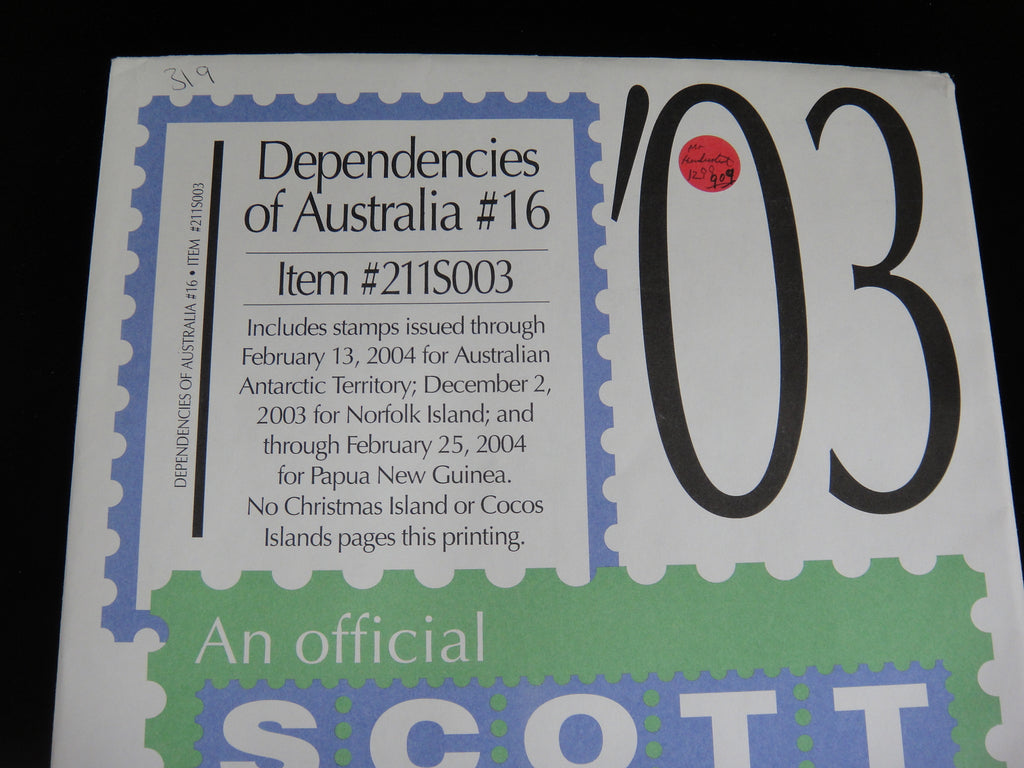 319
'03
Dependencies
of Australia #16
Item #211S003
Includes stamps issued through
February 13, 2004 for Australian
Antarctic Territory; December 2,
2003 for Norfolk Island; and
through February 25, 2004
for Papua New Guinea.
No Christmas Island or Cocos
Islands pages this printing.
DEPENDENCIES OF AUSTRALIA #16 • ITEM #211S003
1299
909
An official
SCOTT